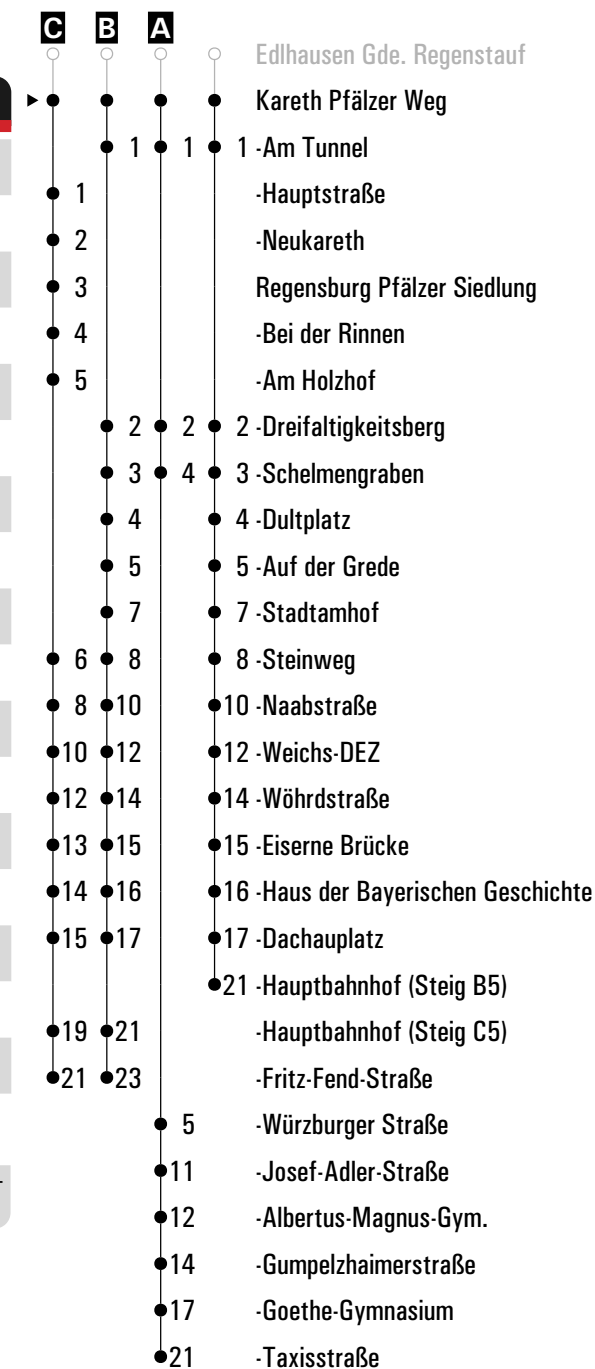 C B A
Edlhausen Gde. Regenstauf
Kareth Pfälzer Weg
1 1 1 -Am Tunnel
1 -Hauptstraße
2 -Neukareth
3 Regensburg Pfälzer Siedlung
4 -Bei der Rinnen
5 -Am Holzhof
2 2 2 -Dreifaltigkeitsberg
3 4 3 -Schelmengraben
4 4 -Dultplatz
5 5 -Auf der Grede
7 7 -Stadtamhof
6 8 8 -Steinweg
8 10 10 -Naabstraße
10 12 12 -Weichs-DEZ
12 14 14 -Wöhrdstraße
13 15 15 -Eiserne Brücke
14 16 16 -Haus der Bayerischen Geschichte
15 17 17 -Dachauplatz
21 -Hauptbahnhof (Steig B5)
19 21 -Hauptbahnhof (Steig C5)
21 23 -Fritz-Fend-Straße
5 -Würzburger Straße
11 -Josef-Adler-Straße
12 -Albertus-Magnus-Gym.
14 -Gumpelzhaimerstraße
17 -Goethe-Gymnasium
21 -Taxisstraße